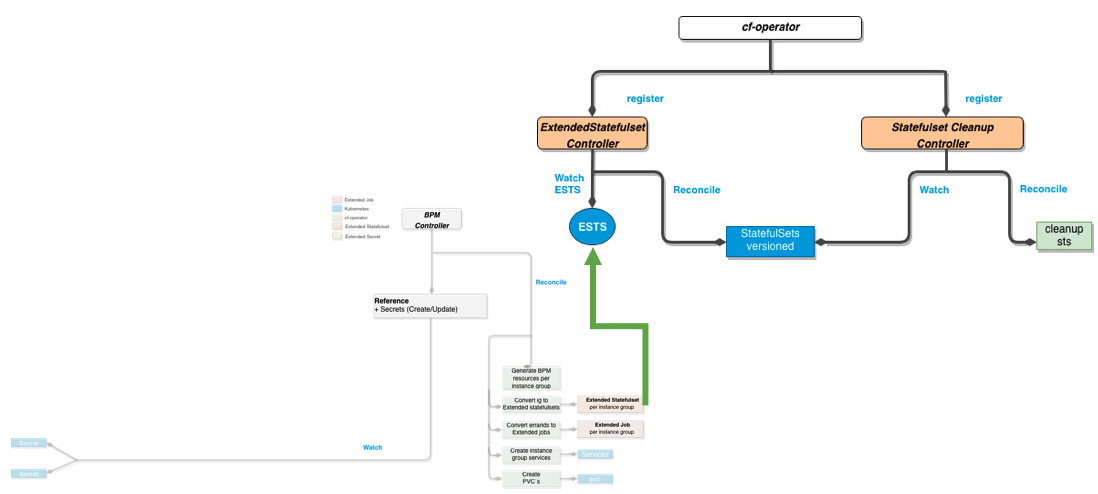 cf-operator
register
register
ExtendedStatefulset
Controller
Statefulset Cleanup
Controller
Watch
ESTS
Reconcile
Watch
Reconcile
ESTS
StatefulSets
versioned
cleanup
sts
Extended Job
Kubernetes
cf-operator
Extended Statefulset
Extended Secret
BPM
Controller
Reconcile
Reference
+ Secrets (Create/Update)
Generate BPM
resources per
instance group
Convert ig to
Extended statefulsets
Extended Statefulset
per instance group
Convert errands to
Extended jobs
Extended Job
per instance group
Create instance
group services
Services
Create
PVC`s
pvc
Watch
Secret
Secret